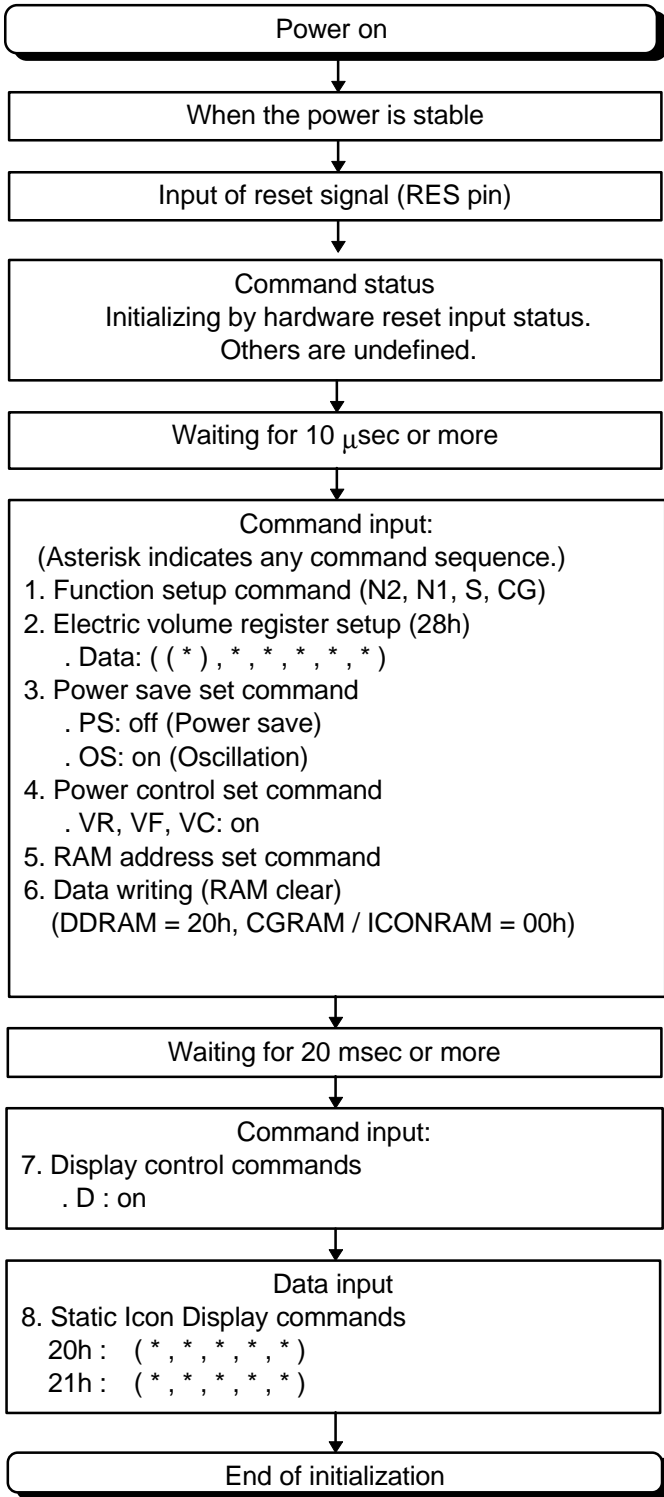 Power on
When the power is stable
Input of reset signal (RES pin)
Command status
Initializing by hardware reset input status.
Others are undefined.
Waiting for 10 μsec or more
Command input:
(Asterisk indicates any command sequence.)
1. Function setup command (N2, N1, S, CG)
2. Electric volume register setup (28h)
. Data: ( ( * ) , * , * , * , * , * )
3. Power save set command
. PS: off (Power save)
. OS: on (Oscillation)
4. Power control set command
. VR, VF, VC: on
5. RAM address set command
6. Data writing (RAM clear)
(DDRAM = 20h, CGRAM / ICONRAM = 00h)
Waiting for 20 msec or more
Command input:
7. Display control commands
. D : on
Data input
8. Static Icon Display commands
20h : ( * , * , * , * , * )
21h : ( * , * , * , * , * )
End of initialization